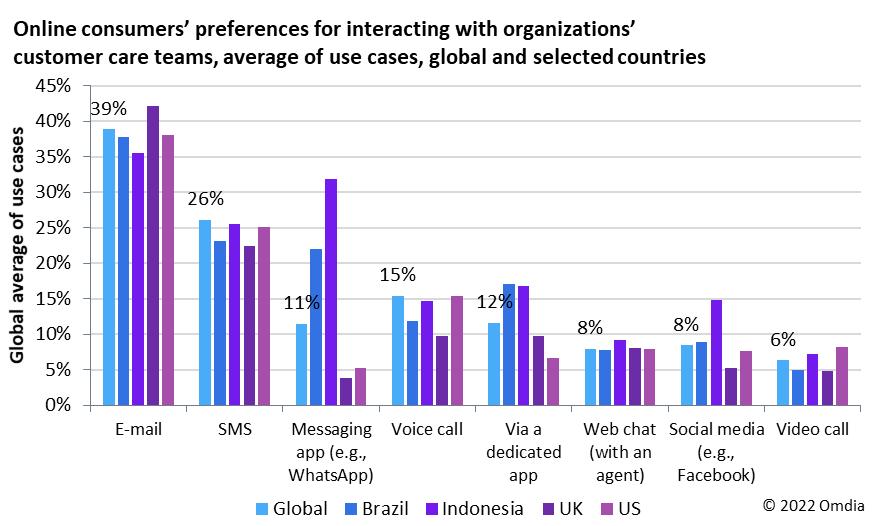 Online consumers’ preferences for interacting with organizations’
customer care teams, average of use cases, global and selected countries
Global average of use cases
45%
40%
35%
30%
25%
20%
15%
10%
5%
0%
39%
26%
11%
15%
12%
8%
8%
6%
E-mail
SMS
Messaging
app (e.g.,
WhatsApp)
Voice call
Via a
dedicated
app
Web chat
(with an
agent)
Social media
(e.g.,
Facebook)
Video call
Global Brazil Indonesia UK US
© 2022 Omdia